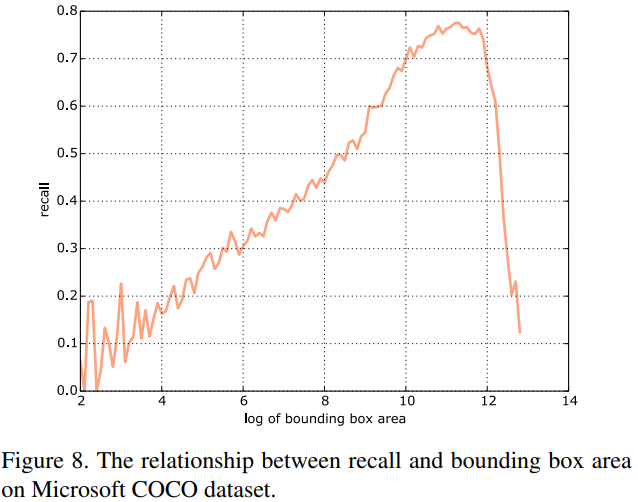 0.8
0.7
0.6
0.5
0.4
0.3
0.2
0.1
0.0
recall
2 4 6 8 10 12 14
log of bounding box area
Figure 8. The relationship between recall and bounding box area
on Microsoft COCO dataset.